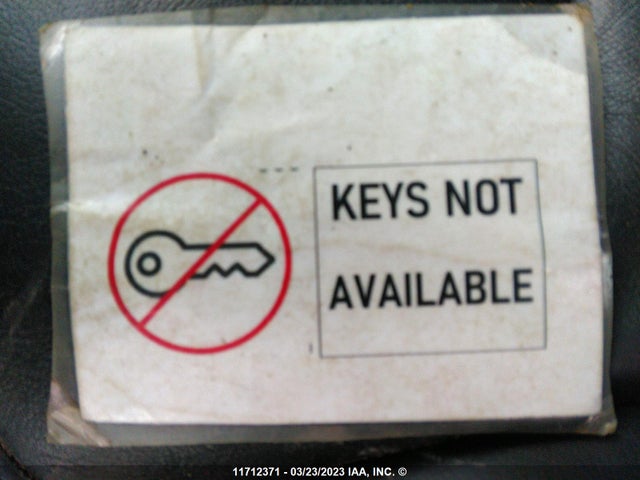 KEYS NOT
AVAILABLE
11712371 - 03/23/2023 IAA, INC. ©